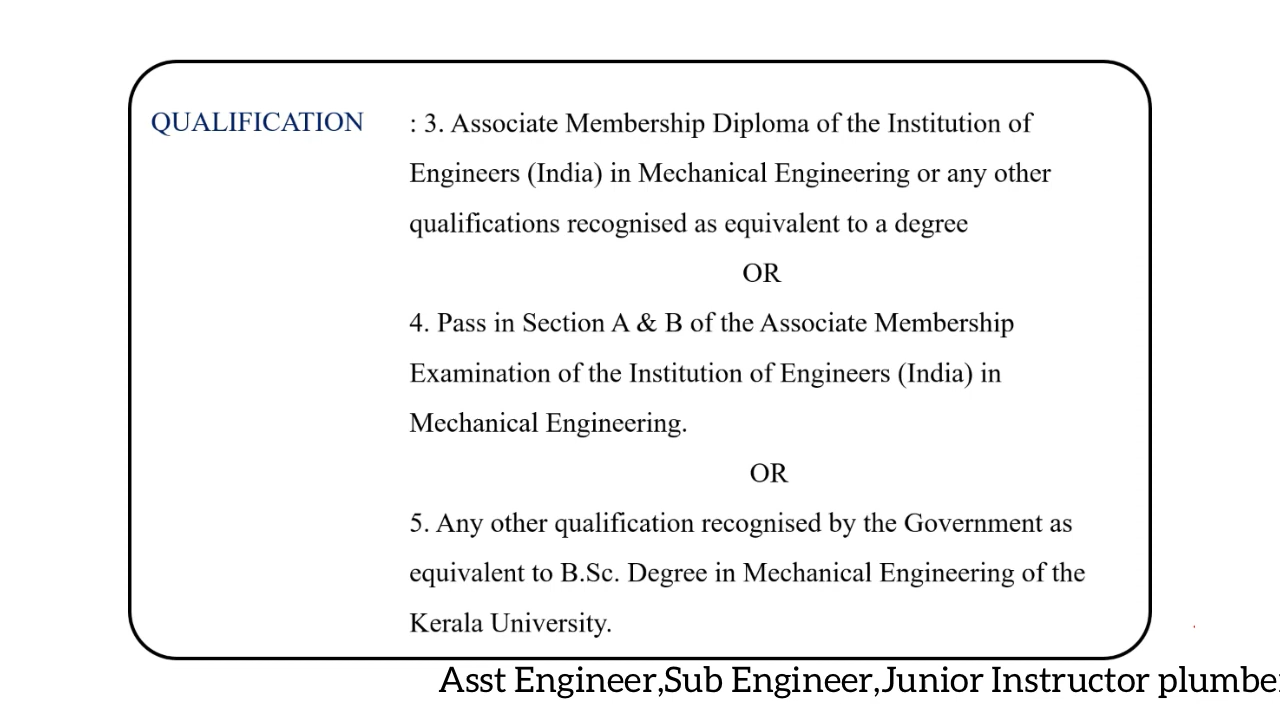 QUALIFICATION : 3. Associate Membership Diploma of the Institution of
Engineers (India) in Mechanical Engineering or any other
qualifications recognised as equivalent to a degree
OR
4. Pass in Section A & B of the Associate Membership
Examination of the Institution of Engineers (India) in
Mechanical Engineering.
OR
5. Any other qualification recognised by the Government as
equivalent to B.Sc. Degree in Mechanical Engineering of the
Kerala University.
Asst Engineer,Sub Engineer,Junior Instructor plumbe